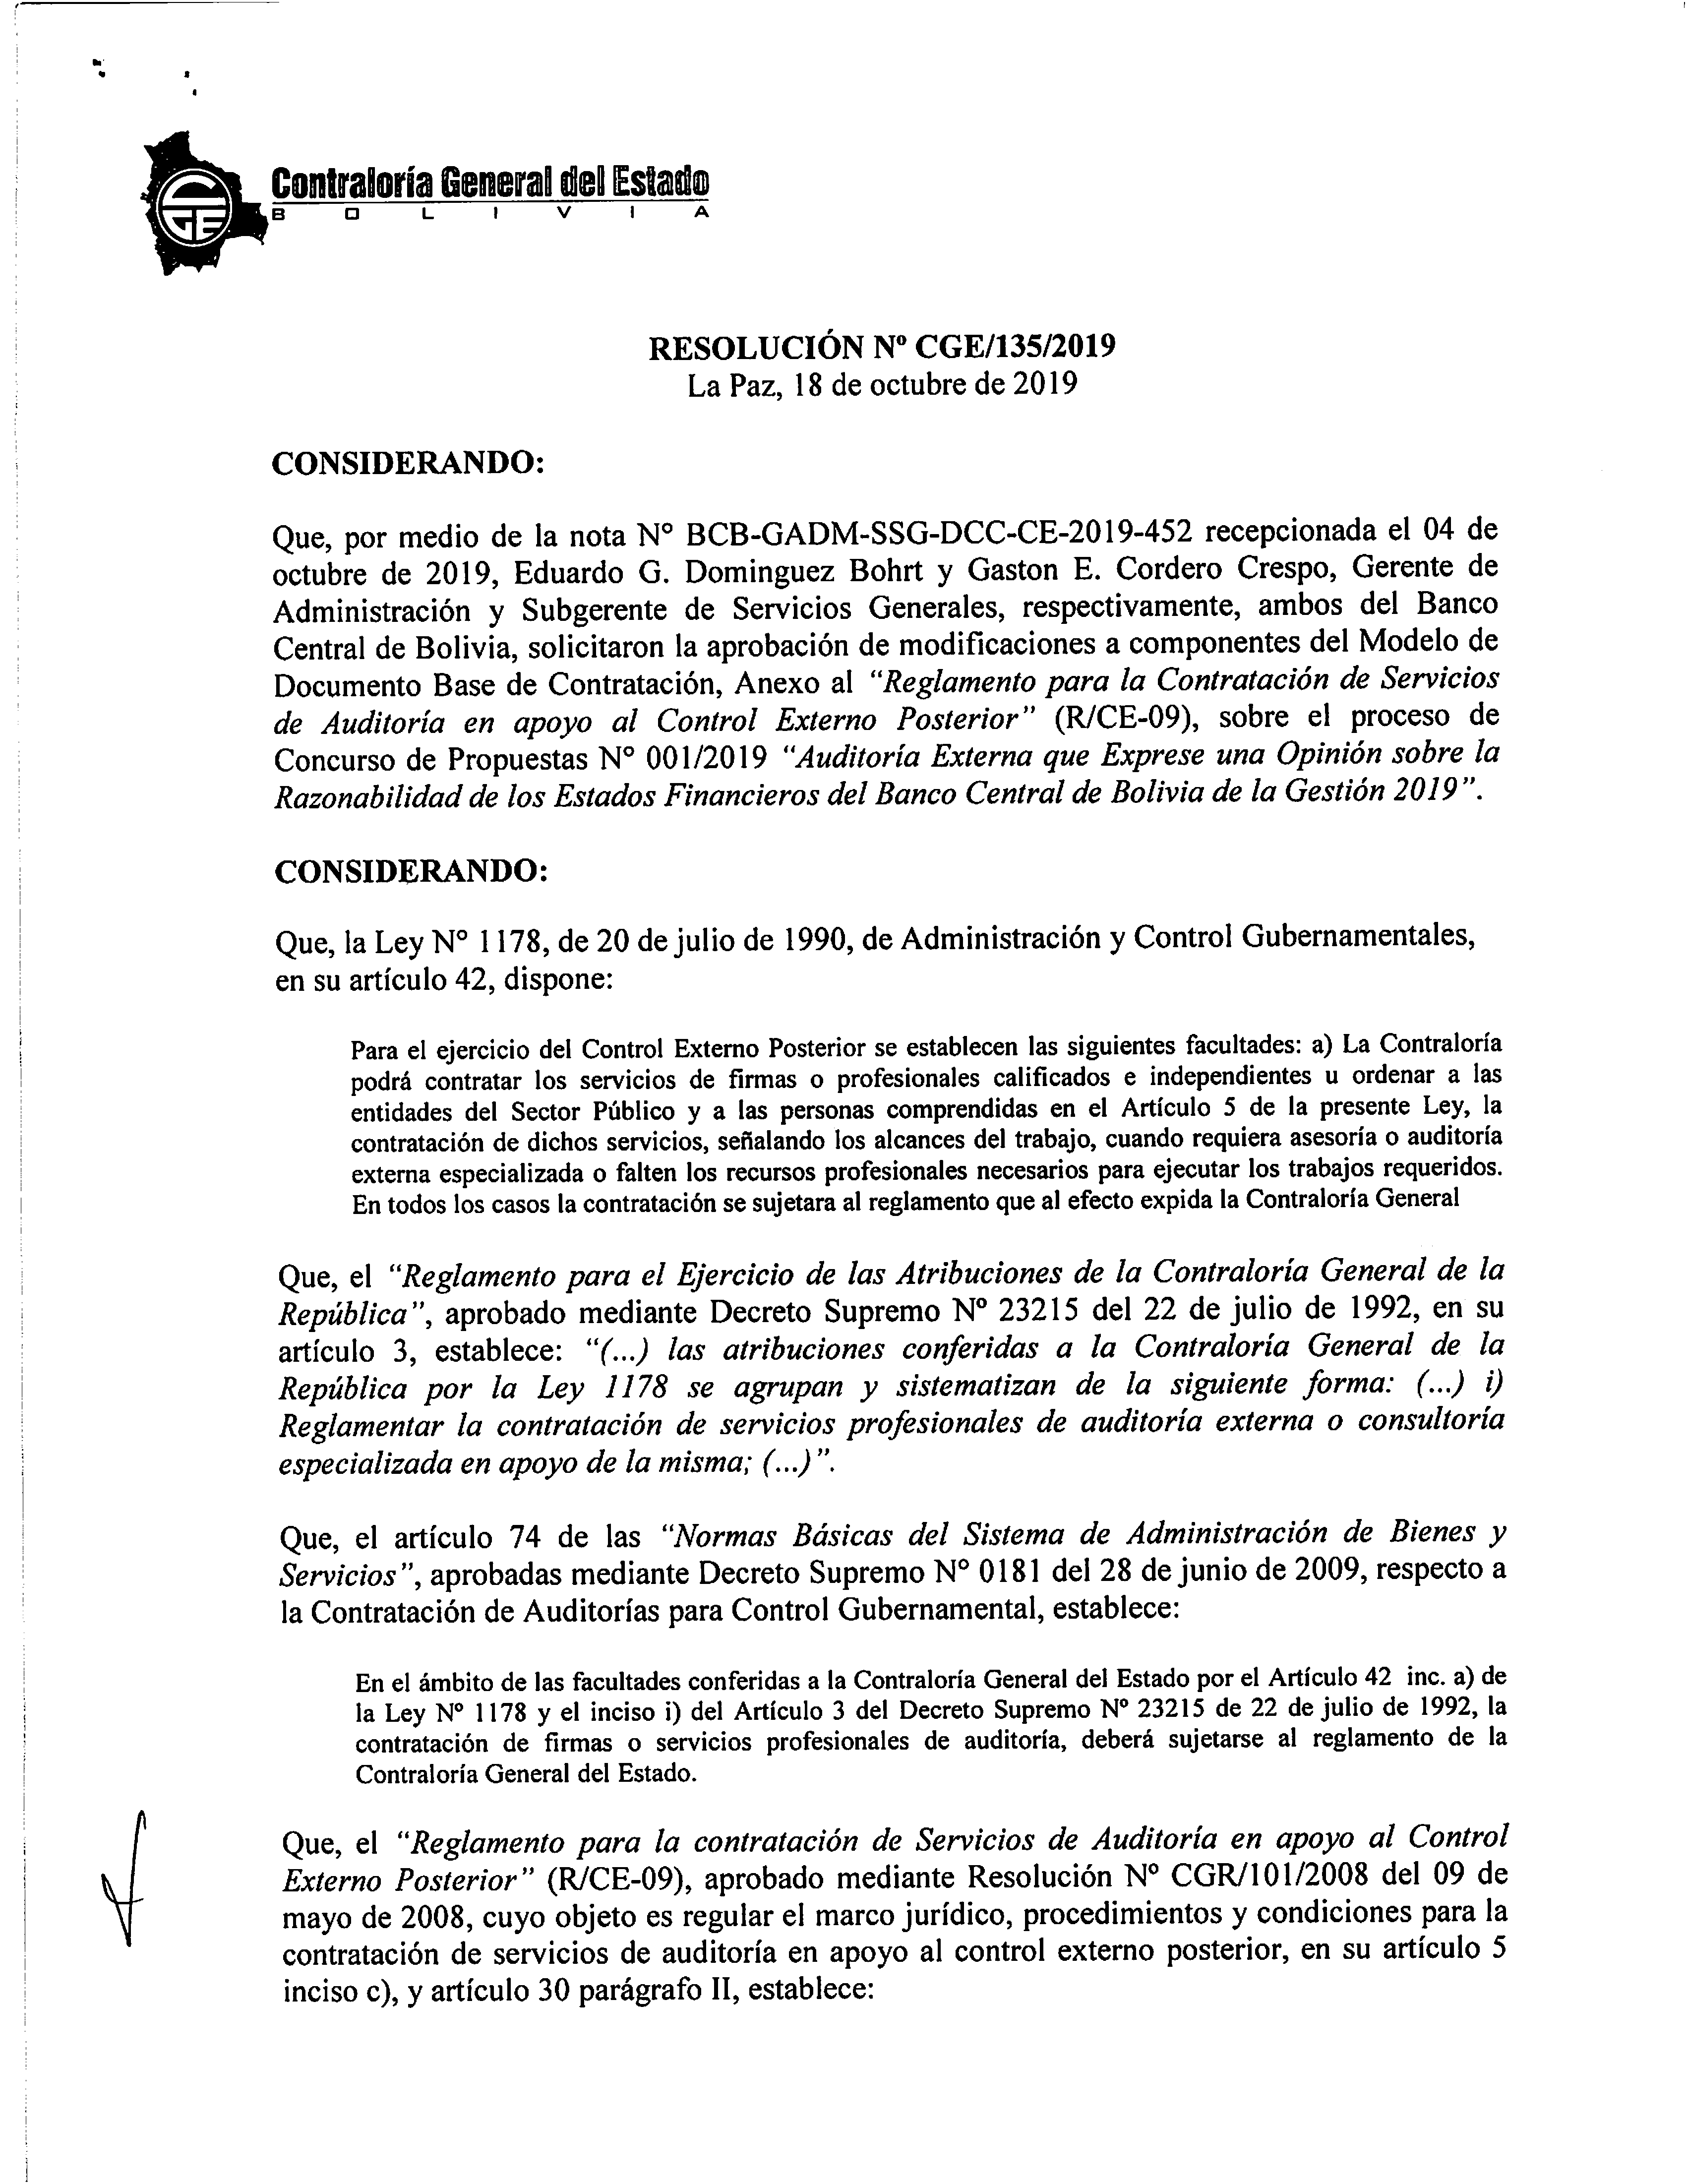 Contraloría General del Estado
B O L I V I A
CGE
RESOLUCIÓN Nº CGE/135/2019
La Paz, 18 de octubre de 2019
CONSIDERANDO:
Que, por medio de la nota Nº BCB-GADM-SSG-DCC-CE-2019-452 recepcionada el 04 de
octubre de 2019, Eduardo G. Dominguez Bohrt y Gaston E. Cordero Crespo, Gerente de
Administración y Subgerente de Servicios Generales, respectivamente, ambos del Banco
Central de Bolivia, solicitaron la aprobación de modificaciones a componentes del Modelo de
Documento Base de Contratación, Anexo al “Reglamento para la Contratación de Servicios
de Auditoría en apoyo al Control Externo Posterior” (R/CE-09), sobre el proceso de
Concurso de Propuestas Nº 001/2019 “Auditoría Externa que Exprese una Opinión sobre la
Razonabilidad de los Estados Financieros del Banco Central de Bolivia de la Gestión 2019”.
CONSIDERANDO:
Que, la Ley Nº 1178, de 20 de julio de 1990, de Administración y Control Gubernamentales,
en su artículo 42, dispone:
Para el ejercicio del Control Externo Posterior se establecen las siguientes facultades: a) La Contraloría
podrá contratar los servicios de firmas o profesionales calificados e independientes u ordenar a las
entidades del Sector Público y a las personas comprendidas en el Artículo 5 de la presente Ley, la
contratación de dichos servicios, señalando los alcances del trabajo, cuando requiera asesoría o auditoría
externa especializada o falten los recursos profesionales necesarios para ejecutar los trabajos requeridos.
En todos los casos la contratación se sujetara al reglamento que al efecto expida la Contraloría General
Que, el “Reglamento para el Ejercicio de las Atribuciones de la Contraloría General de la
República”, aprobado mediante Decreto Supremo Nº 23215 del 22 de julio de 1992, en su
artículo 3, establece: “(...) las atribuciones conferidas a la Contraloría General de la
República por la Ley 1178 se agrupan y sistematizan de la siguiente forma: (...) i)
Reglamentar la contratación de servicios profesionales de auditoría externa o consultoría
especializada en apoyo de la misma; (...)”.
Que, el artículo 74 de las “Normas Básicas del Sistema de Administración de Bienes y
Servicios”, aprobadas mediante Decreto Supremo Nº 0181 del 28 de junio de 2009, respecto a
la Contratación de Auditorías para Control Gubernamental, establece:
En el ámbito de las facultades conferidas a la Contraloría General del Estado por el Artículo 42 inc. a) de
la Ley Nº 1178 y el inciso i) del Artículo 3 del Decreto Supremo Nº 23215 de 22 de julio de 1992, la
contratación de firmas o servicios profesionales de auditoría, deberá sujetarse al reglamento de la
Contraloría General del Estado.
Que, el “Reglamento para la contratación de Servicios de Auditoría en apoyo al Control
Externo Posterior” (R/CE-09), aprobado mediante Resolución Nº CGR/101/2008 del 09 de
mayo de 2008, cuyo objeto es regular el marco jurídico, procedimientos y condiciones para la
contratación de servicios de auditoría en apoyo al control externo posterior, en su artículo 5
inciso c), y artículo 30 parágrafo II, establece: